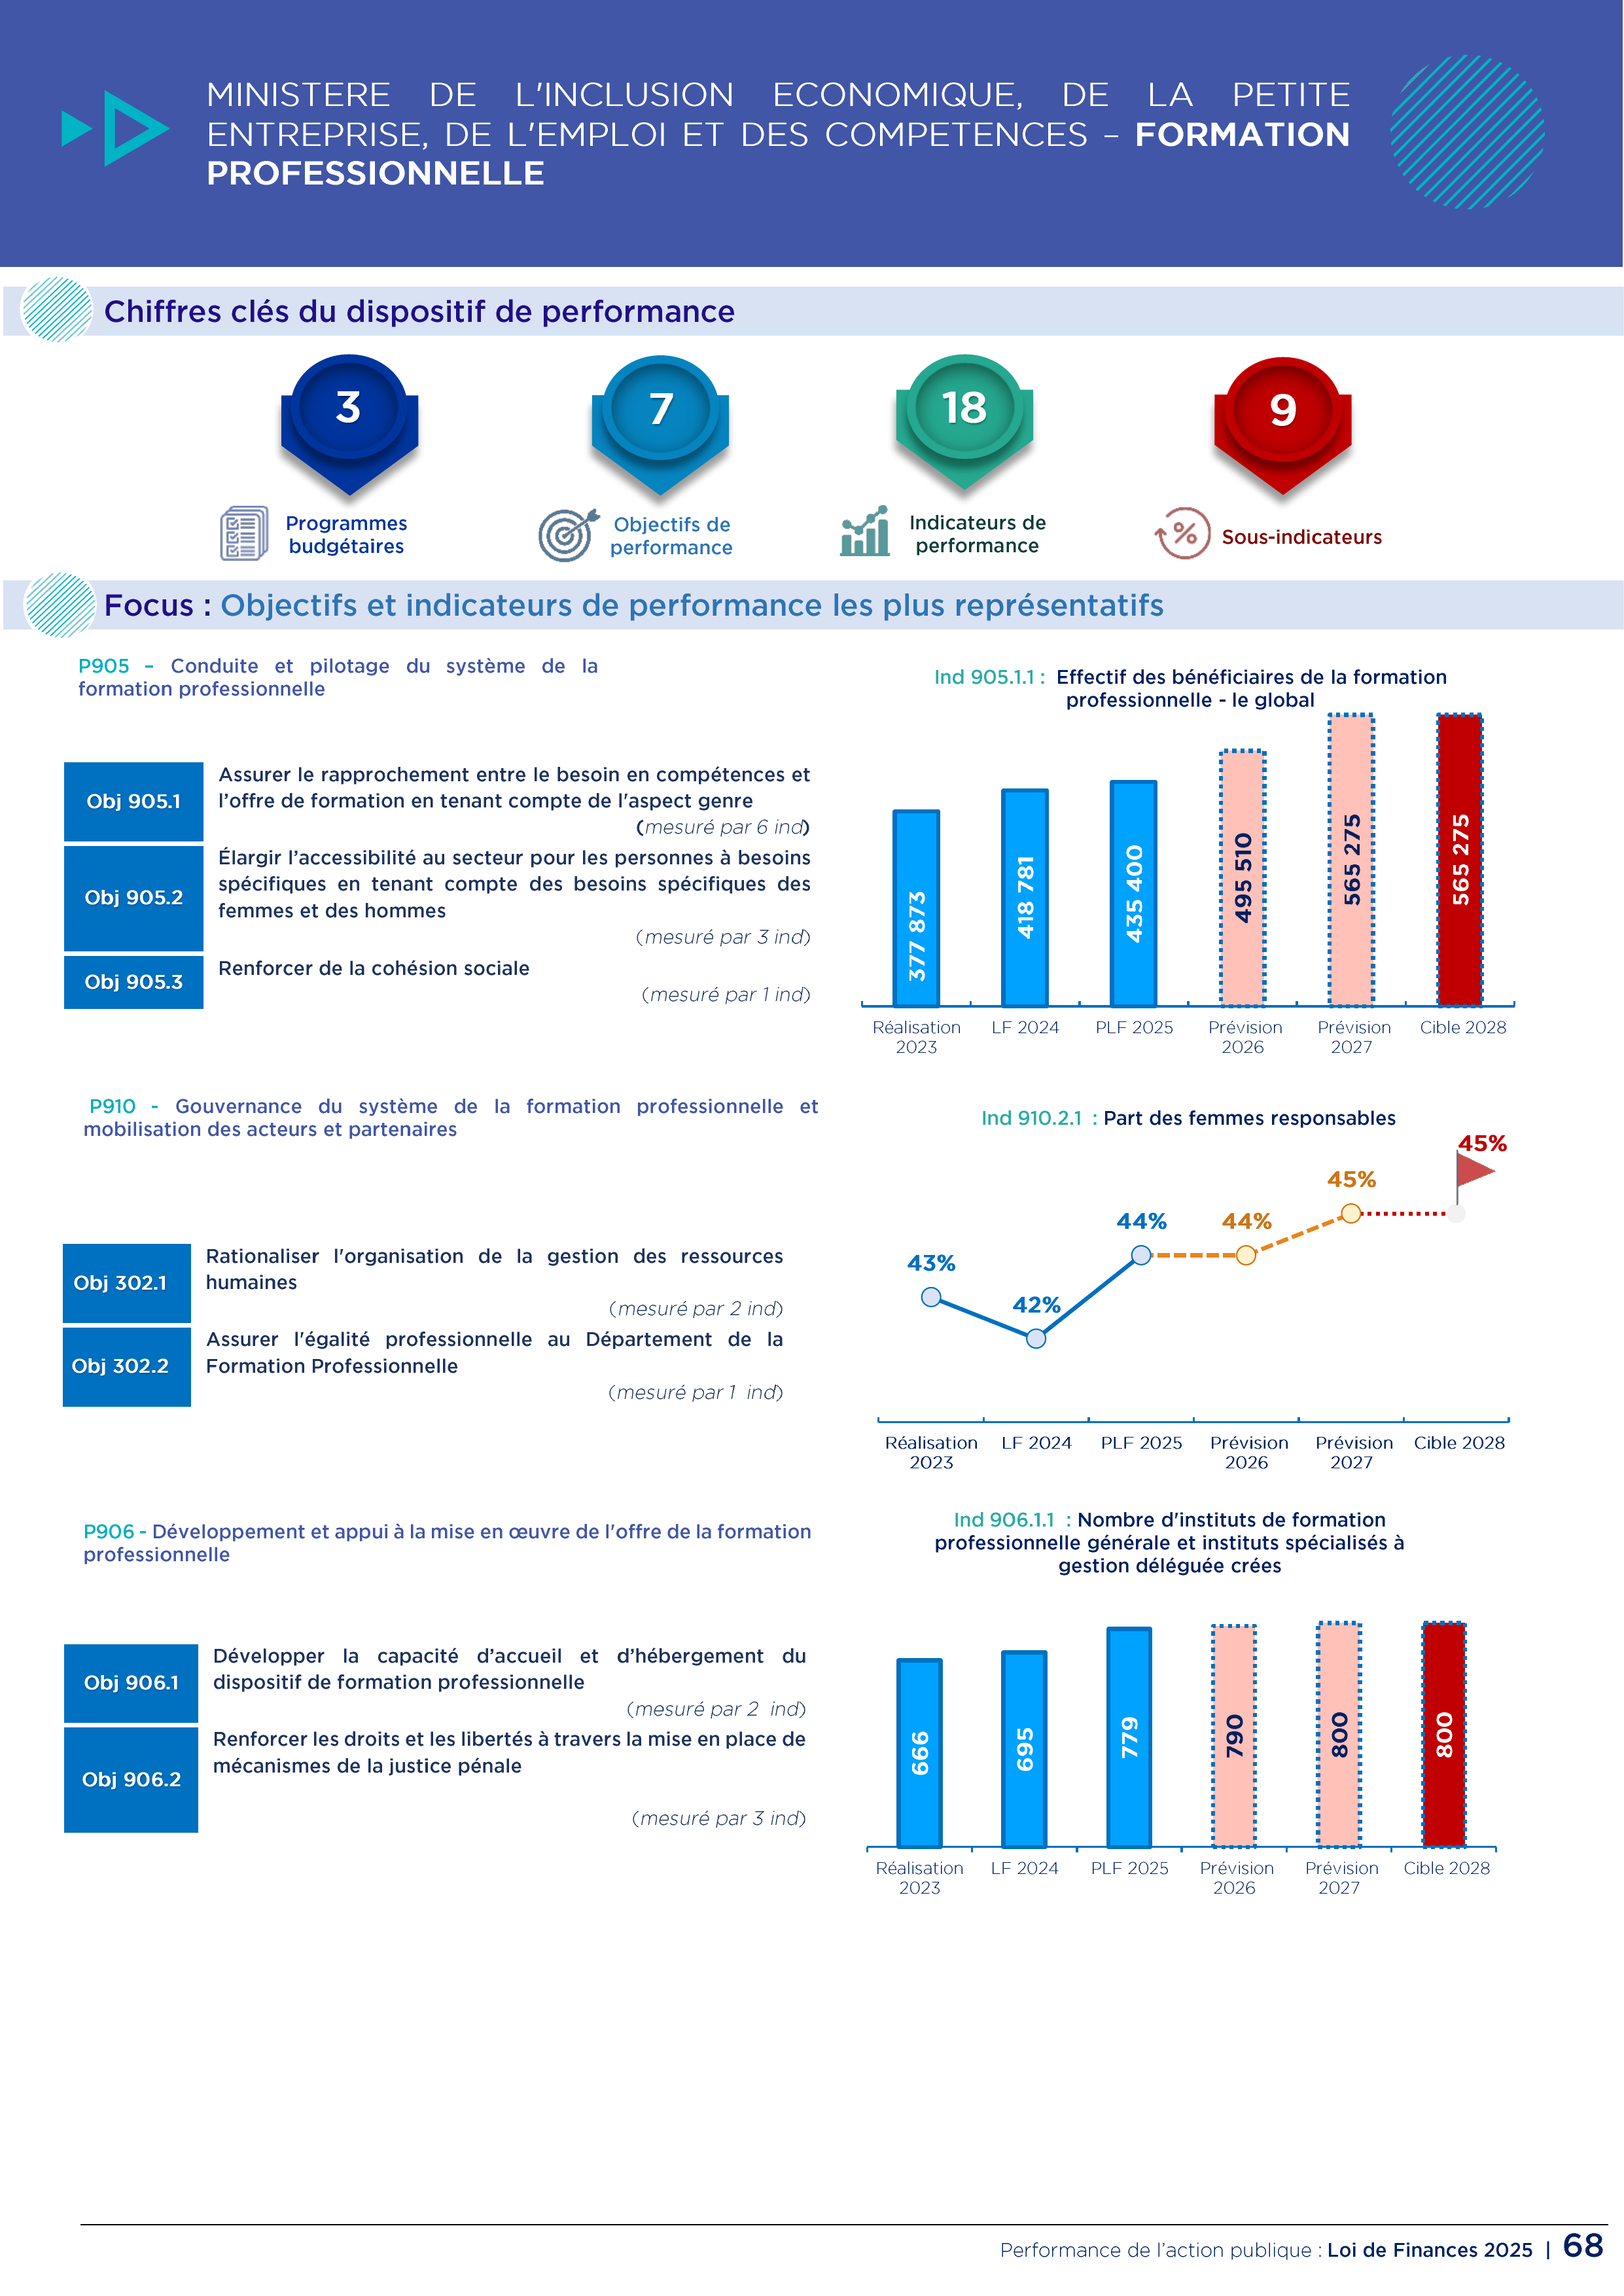 MINISTERE DE L'INCLUSION ECONOMIQUE, DE LA PETITE
ENTREPRISE, DE L'EMPLOI ET DES COMPETENCES – FORMATION
PROFESSIONNELLE
Chiffres clés du dispositif de performance
3
7
18
9
Programmes
budgétaires
Objectifs de
performance
Indicateurs de
performance
%
Sous-indicateurs
Focus : Objectifs et indicateurs de performance les plus représentatifs
P905 – Conduite et pilotage du système de la
formation professionnelle
Obj 905.1
Assurer le rapprochement entre le besoin en compétences et
l’offre de formation en tenant compte de l'aspect genre
(mesuré par 6 ind)
Obj 905.2
Élargir l’accessibilité au secteur pour les personnes à besoins
spécifiques en tenant compte des besoins spécifiques des
femmes et des hommes
(mesuré par 3 ind)
Obj 905.3
Renforcer de la cohésion sociale
(mesuré par 1 ind)
Ind 905.1.1 : Effectif des bénéficiaires de la formation
professionnelle - le global
377 873
418 781
435 400
495 510
565 275
565 275
Réalisation
2023
LF 2024
PLF 2025
Prévision
2026
Prévision
2027
Cible 2028
P910 - Gouvernance du système de la formation professionnelle et
mobilisation des acteurs et partenaires
Obj 302.1
Rationaliser l'organisation de la gestion des ressources
humaines
(mesuré par 2 ind)
Obj 302.2
Assurer l'égalité professionnelle au Département de la
Formation Professionnelle
(mesuré par 1 ind)
Ind 910.2.1 : Part des femmes responsables
43%
42%
44%
44%
45%
45%
Réalisation
2023
LF 2024
PLF 2025
Prévision
2026
Prévision
2027
Cible 2028
P906 - Développement et appui à la mise en œuvre de l'offre de la formation
professionnelle
Obj 906.1
Développer la capacité d’accueil et d’hébergement du
dispositif de formation professionnelle
(mesuré par 2 ind)
Obj 906.2
Renforcer les droits et les libertés à travers la mise en place de
mécanismes de la justice pénale
(mesuré par 3 ind)
Ind 906.1.1 : Nombre d'instituts de formation
professionnelle générale et instituts spécialisés à
gestion déléguée crées
666
695
779
790
800
800
Réalisation
2023
LF 2024
PLF 2025
Prévision
2026
Prévision
2027
Cible 2028
Performance de l’action publique : Loi de Finances 2025 | 68